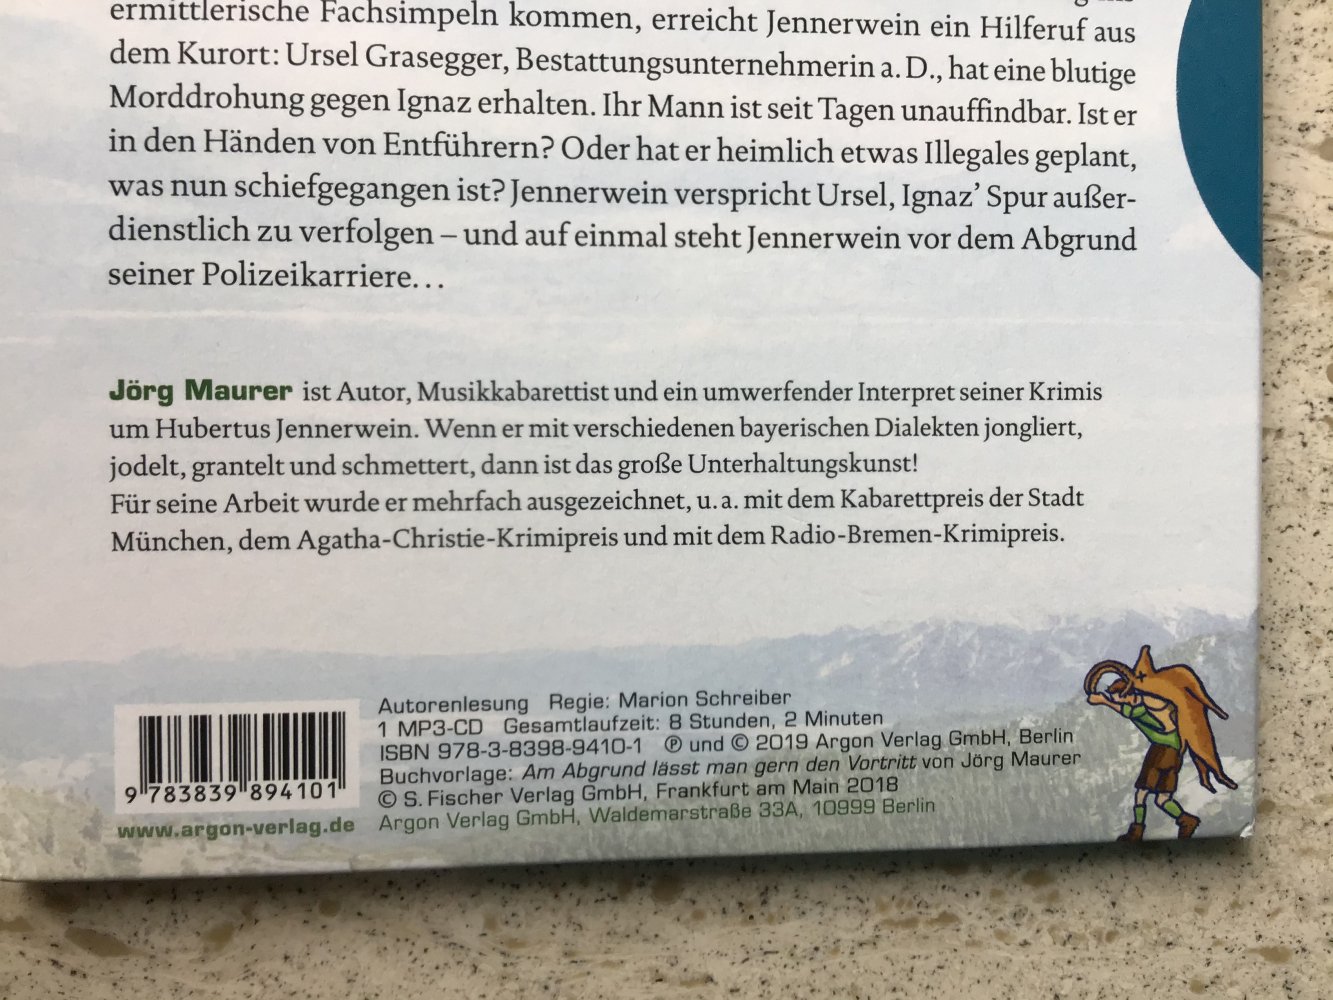 ermittlerische Fachsimpeln kommen, erreicht Jennerwein ein Hilferuf aus
dem Kurort: Ursel Grasegger, Bestattungsunternehmerin a. D., hat eine blutige
Morddrohung gegen Ignaz erhalten. Ihr Mann ist seit Tagen unauffindbar. Ist er
in den Händen von Entführern? Oder hat er heimlich etwas Illegales geplant,
was nun schiefgegangen ist? Jennerwein verspricht Ursel, Ignaz’ Spur außer-
dienstlich zu verfolgen – und auf einmal steht Jennerwein vor dem Abgrund
seiner Polizeikarriere…
Jörg Maurer ist Autor, Musikkabarettist und ein umwerfender Interpret seiner Krimis
um Hubertus Jennerwein. Wenn er mit verschiedenen bayerischen Dialekten jongliert,
jodelt, grantelt und schmettert, dann ist das große Unterhaltungskunst!
Für seine Arbeit wurde er mehrfach ausgezeichnet, u. a. mit dem Kabarettpreis der Stadt
München, dem Agatha-Christie-Krimipreis und mit dem Radio-Bremen-Krimipreis.
Autorenlesung Regie: Marion Schreiber
1 MP3-CD Gesamtlaufzeit: 8 Stunden, 2 Minuten
ISBN 978-3-8398-9410-1 ℗ und © 2019 Argon Verlag GmbH, Berlin
Buchvorlage: Am Abgrund lässt man gern den Vortritt von Jörg Maurer
© S. Fischer Verlag GmbH, Frankfurt am Main 2018
Argon Verlag GmbH, Waldemarstraße 33A, 10999 Berlin
9 783839 894101
www.argon-verlag.de